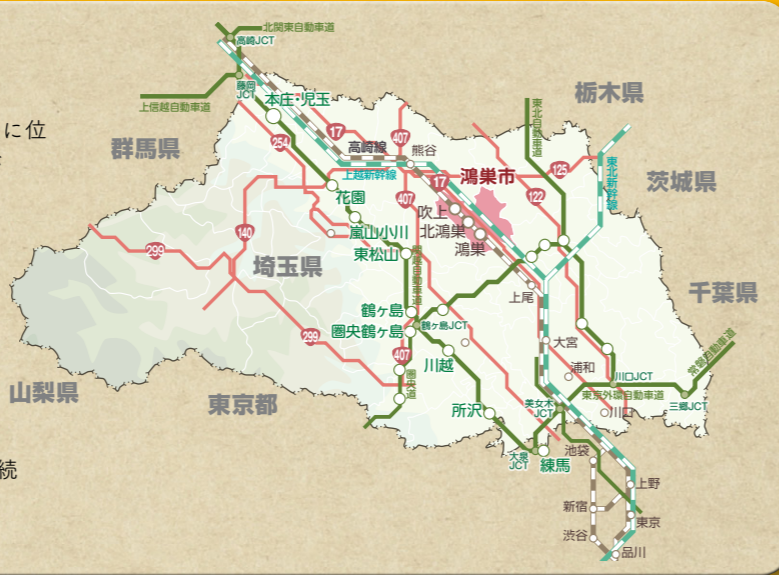 北関東自動車道
高崎JCT
栃木県
藤岡
JCT
上信越自動車道
本庄・児玉
東北自動車道
に位
17
407
群馬県
254
高崎線
熊谷
上越新幹線
17
鴻巣市
125
122
東北新幹線
茨城県
花園
407
吹上
北鴻巣
鴻巣
嵐山小川
東松山
140
299
埼玉県
関越自動車道
千葉県
上尾
鶴ヶ島
圏央鶴ヶ島
鶴ヶ島JCT
299
407
大宮
川越
浦和
川口JCT
常磐自動車道
山梨県
東京都
圏央道
所沢
美女木
JCT
東京外環自動車道
川口
三郷JCT
大泉
JCT
練馬
池袋
続
上野
新宿
東京
渋谷
品川